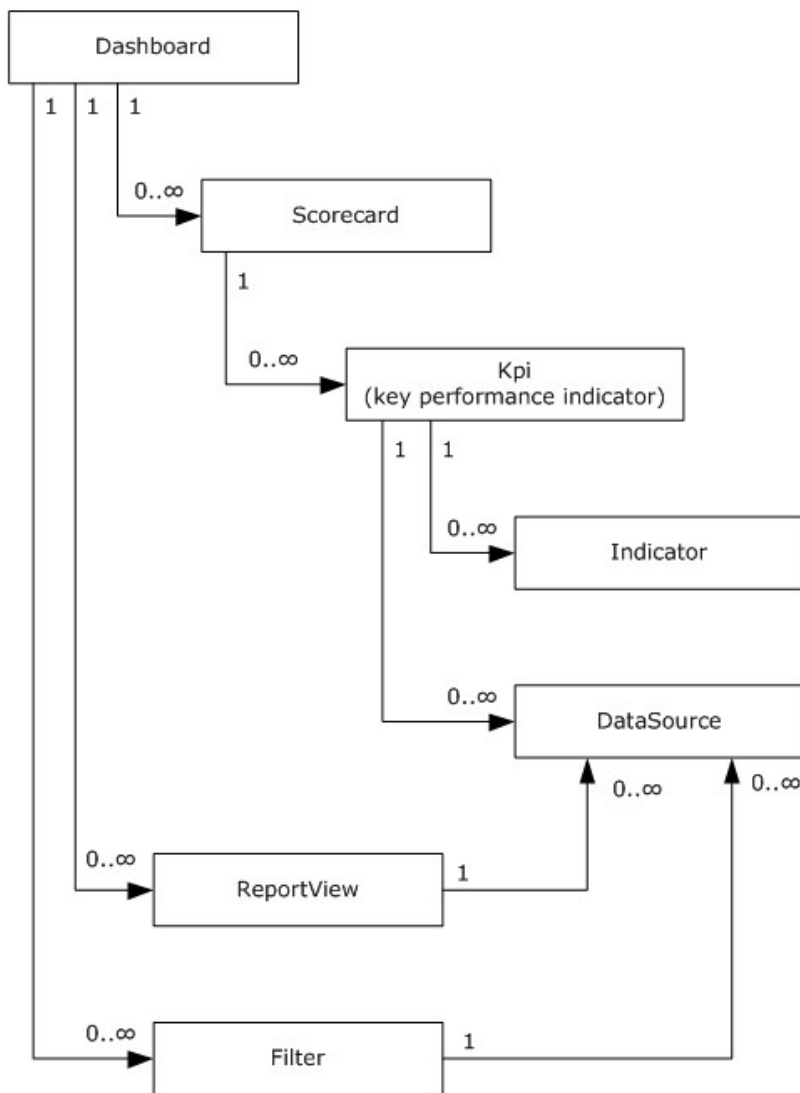 Dashboard
1
1
1
0..∞
Scorecard
1
0..∞
Kpi
(key performance indicator)
1
1
0..∞
Indicator
0..∞
DataSource
0..∞
0..∞
0..∞
ReportView
1
0..∞
Filter
1